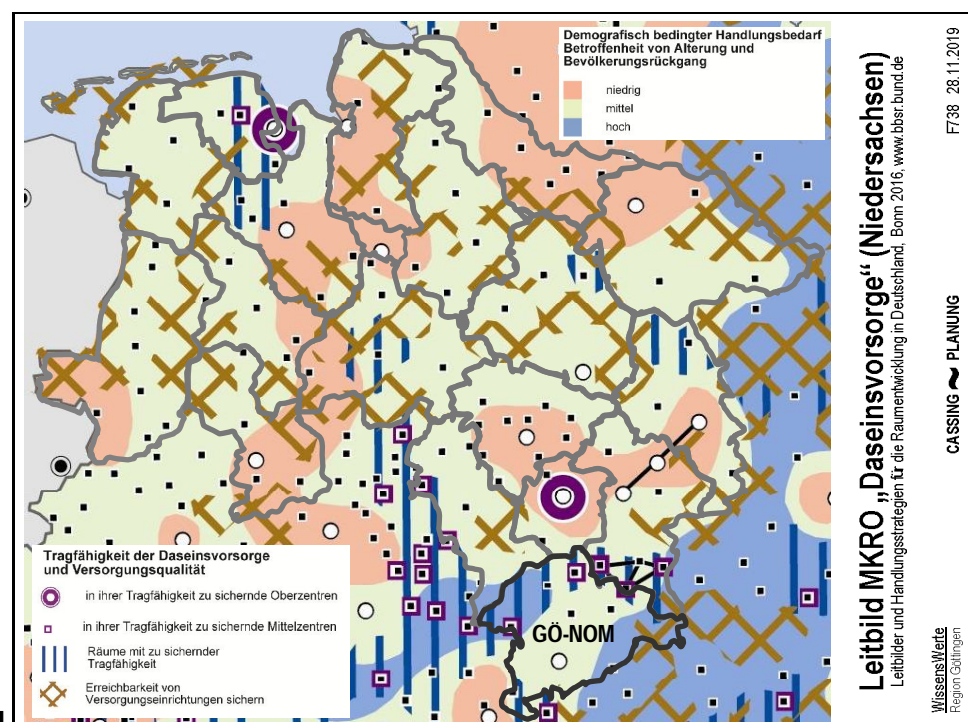 Demografisch bedingter Handlungsbedarf
Betroffenheit von Alterung und
Bevölkerungsrückgang
niedrig
mittel
hoch
Tragfähigkeit der Daseinsvorsorge
und Versorgungsqualität
in ihrer Tragfähigkeit zu sichernde Oberzentren
in ihrer Tragfähigkeit zu sichernde Mittelzentren
Räume mit zu sichernder
Tragfähigkeit
Erreichbarkeit von
Versorgungseinrichtungen sichern
GÖ-NOM
Leitbild MKRO „Daseinsvorsorge“ (Niedersachsen)
Leitbilder und Handlungsstrategien für die Raumentwicklung in Deutschland, Bonn 2016, www.bbsr.bund.de
WissensWerte
Region Göttingen
CASSING ~ PLANUNG
F738 28.11.2019